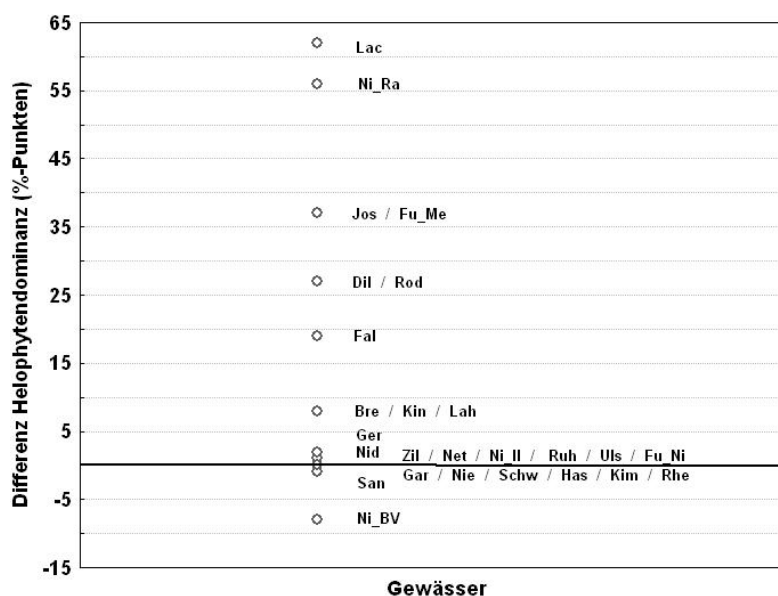 65
Lac
55
Ni_Ra
45
Differenz Helophytendominanz (%-Punkten)
35
Jos / Fu_Me
25
Dil / Rod
15
Fal
5
Bre / Kin / Lah
Ger
Nid Zil / Net / Ni_II / Ruh / Uls / Fu_Ni
Gar / Nie / Schw / Has / Kim / Rhe
San
-5
Ni_BV
-15
Gewässer